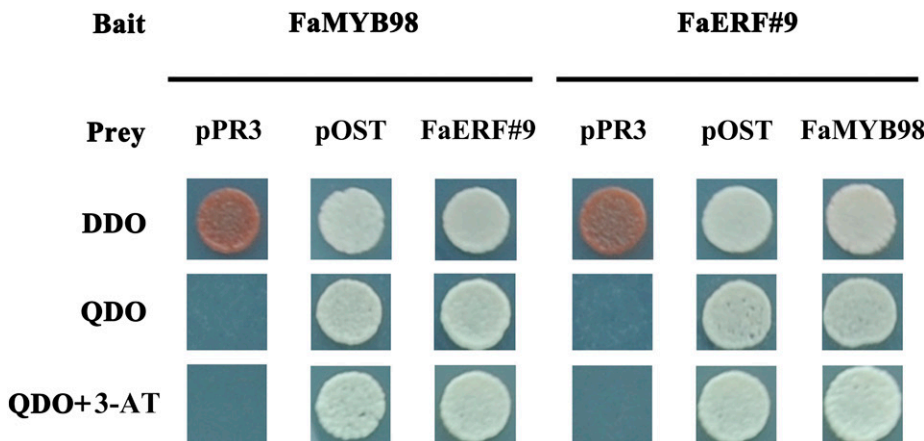 Bait FaMYB98 FaERF#9
Prey pPR3 pOST FaERF#9 pPR3 pOST FaMYB98
DDO
QDO
QDO+3-AT